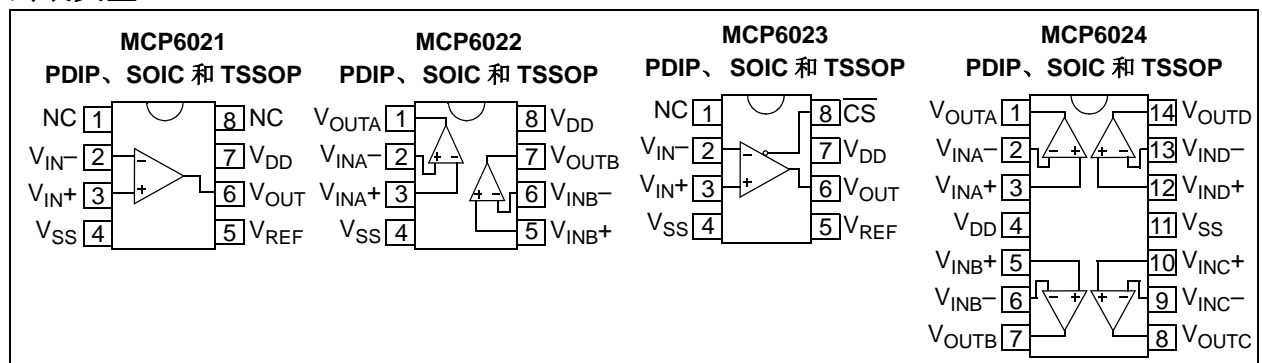 MCP6021
PDIP、 SOIC 和 TSSOP
NC 1
8 NC
VIN– 2
7 VDD
VIN+ 3
6 VOUT
VSS 4
5 VREF
MCP6022
PDIP、 SOIC 和 TSSOP
VOUTA 1
8 VDD
VINA– 2
7 VOUTB
VINA+ 3
6 VINB–
VSS 4
5 VINB+
MCP6023
PDIP、 SOIC 和 TSSOP
NC 1
8 C̅S̅
VIN– 2
7 VDD
VIN+ 3
6 VOUT
VSS 4
5 VREF
MCP6024
PDIP、 SOIC 和 TSSOP
VOUTA 1
14 VOUTD
VINA– 2
13 VIND–
VINA+ 3
12 VIND+
VDD 4
11 VSS
VINB+ 5
10 VINC+
VINB– 6
9 VINC–
VOUTB 7
8 VOUTC